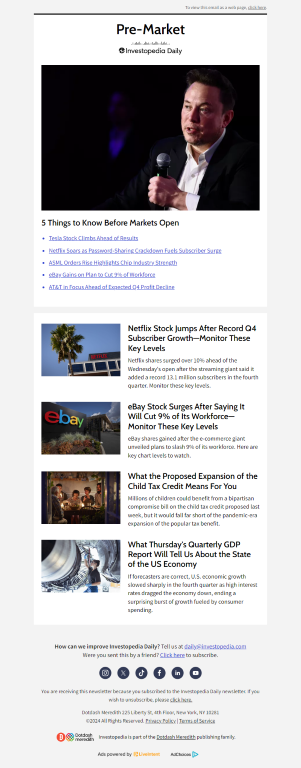 To view this email as a web page, click here
Pre-Market
Investopedia Daily
5 Things to Know Before Markets Open
• Tesla Stock Climbs Ahead of Results
• Netflix Soars as Password-Sharing Crackdown Fuels Subscriber Surge
• ASML Orders Rise Highlights Chip Industry Strength
• eBay Gains on Plan to Cut 9% of Workforce
• AT&T in Focus Ahead of Expected Q4 Profit Decline
Netflix Stock Jumps After Record Q4
Subscriber Growth—Monitor These
Key Levels
Netflix shares surged over 10% ahead of the
Wednesday's open after the streaming giant said it
added a record 13.1 million subscribers in the fourth
quarter. Monitor these key levels.
ebay
eBay Stock Surges After Saying It
Will Cut 9% of Its Workforce—
Monitor These Key Levels
eBay shares gained after the e-commerce giant
unveiled plans to slash 9% of its workforce. Here are
key chart levels to watch.
What the Proposed Expansion of the
Child Tax Credit Means For You
Millions of children could benefit from a bipartisan
compromise bill on the child tax credit proposed last
week, but it would fall far short of the pandemic-era
expansion of the popular tax benefit.
What Thursday's Quarterly GDP
Report Will Tell Us About the State
of the US Economy
If forecasters are correct, U.S. economic growth
slowed sharply in the fourth quarter as high interest
rates dragged the economy down, ending a
surprising burst of growth fueled by consumer
spending.
How can we improve Investopedia Daily? Tell us at daily@investopedia.com
Were you sent this by a friend? Click here to subscribe.
You are receiving this newsletter because you subscribed to the Investopedia Daily newsletter. If you
wish to unsubscribe, please click here.
Dotdash Meredith 225 Liberty St, 4th Floor, New York, NY 10281
©2024 All Rights Reserved. Privacy Policy | Terms of Service
Dotdash
meredith
Investopedia is part of the Dotdash Meredith publishing family.
Ads powered by LiveIntent
AdChoices